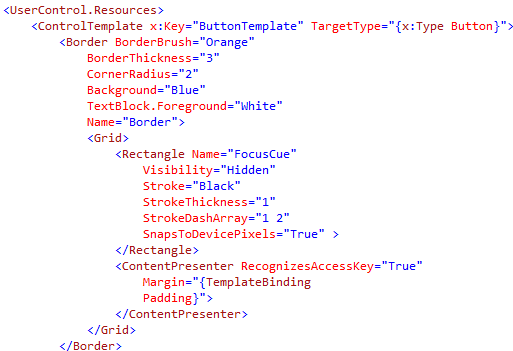 <UserControl.Resources>
<ControlTemplate x:Key="ButtonTemplate" TargetType="{x:Type Button}">
<Border BorderBrush="Orange"
BorderThickness="3"
CornerRadius="2"
Background="Blue"
TextBlock.Foreground="White"
Name="Border">
<Grid>
<Rectangle Name="FocusCue"
Visibility="Hidden"
Stroke="Black"
StrokeThickness="1"
StrokeDashArray="1 2"
SnapsToDevicePixels="True" >
</Rectangle>
<ContentPresenter RecognizesAccessKey="True"
Margin="{TemplateBinding
Padding}">
</ContentPresenter>
</Grid>
</Border>